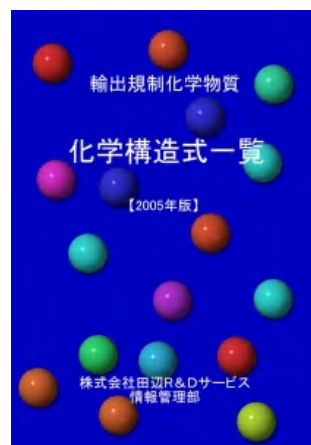 輸出規制化学物質
化学構造式一覧
【2005年版】
株式会社田辺R&Dサービス
情報管理部